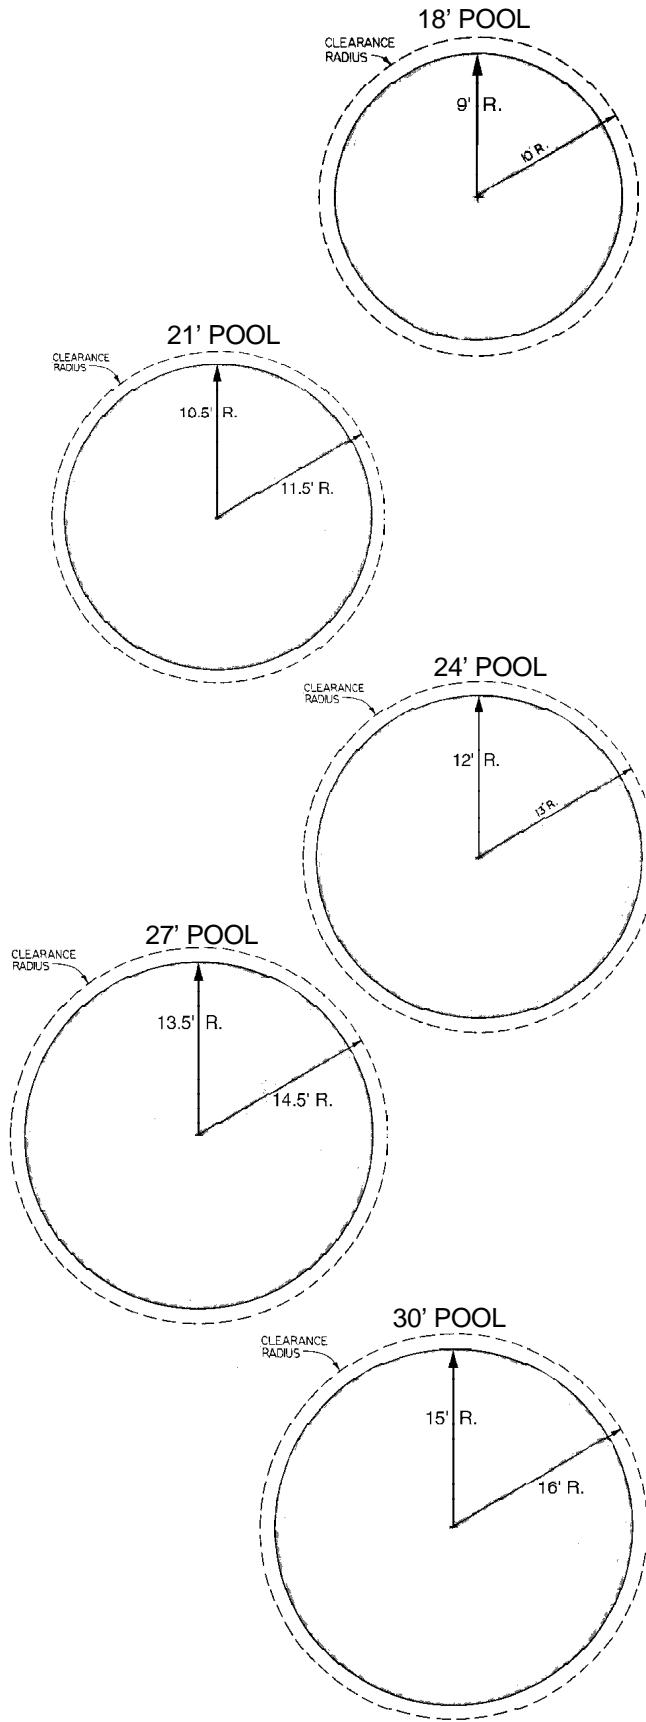 18' POOL
CLEARANCE
RADIUS
9' R.
10' R.
21' POOL
CLEARANCE
RADIUS
10.5' R.
11.5' R.
24' POOL
CLEARANCE
RADIUS
12' R.
13' R.
27' POOL
CLEARANCE
RADIUS
13.5' R.
14.5' R.
30' POOL
CLEARANCE
RADIUS
15' R.
16' R.